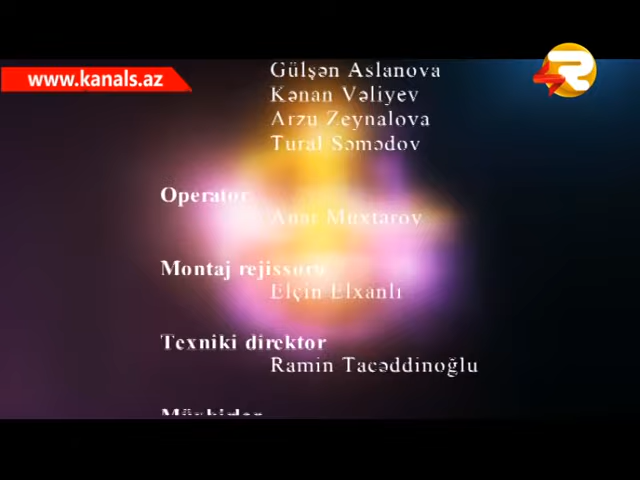 www.kanals.az
Gülşən Aslanova
Kənan Vəliyev
Arzu Zeynalova
Tural Səmədov
Operator
Anar Muxtarov
Montaj rejissoru
Elçin Elxanlı
Texniki direktor
Ramin Tacəddinoğlu